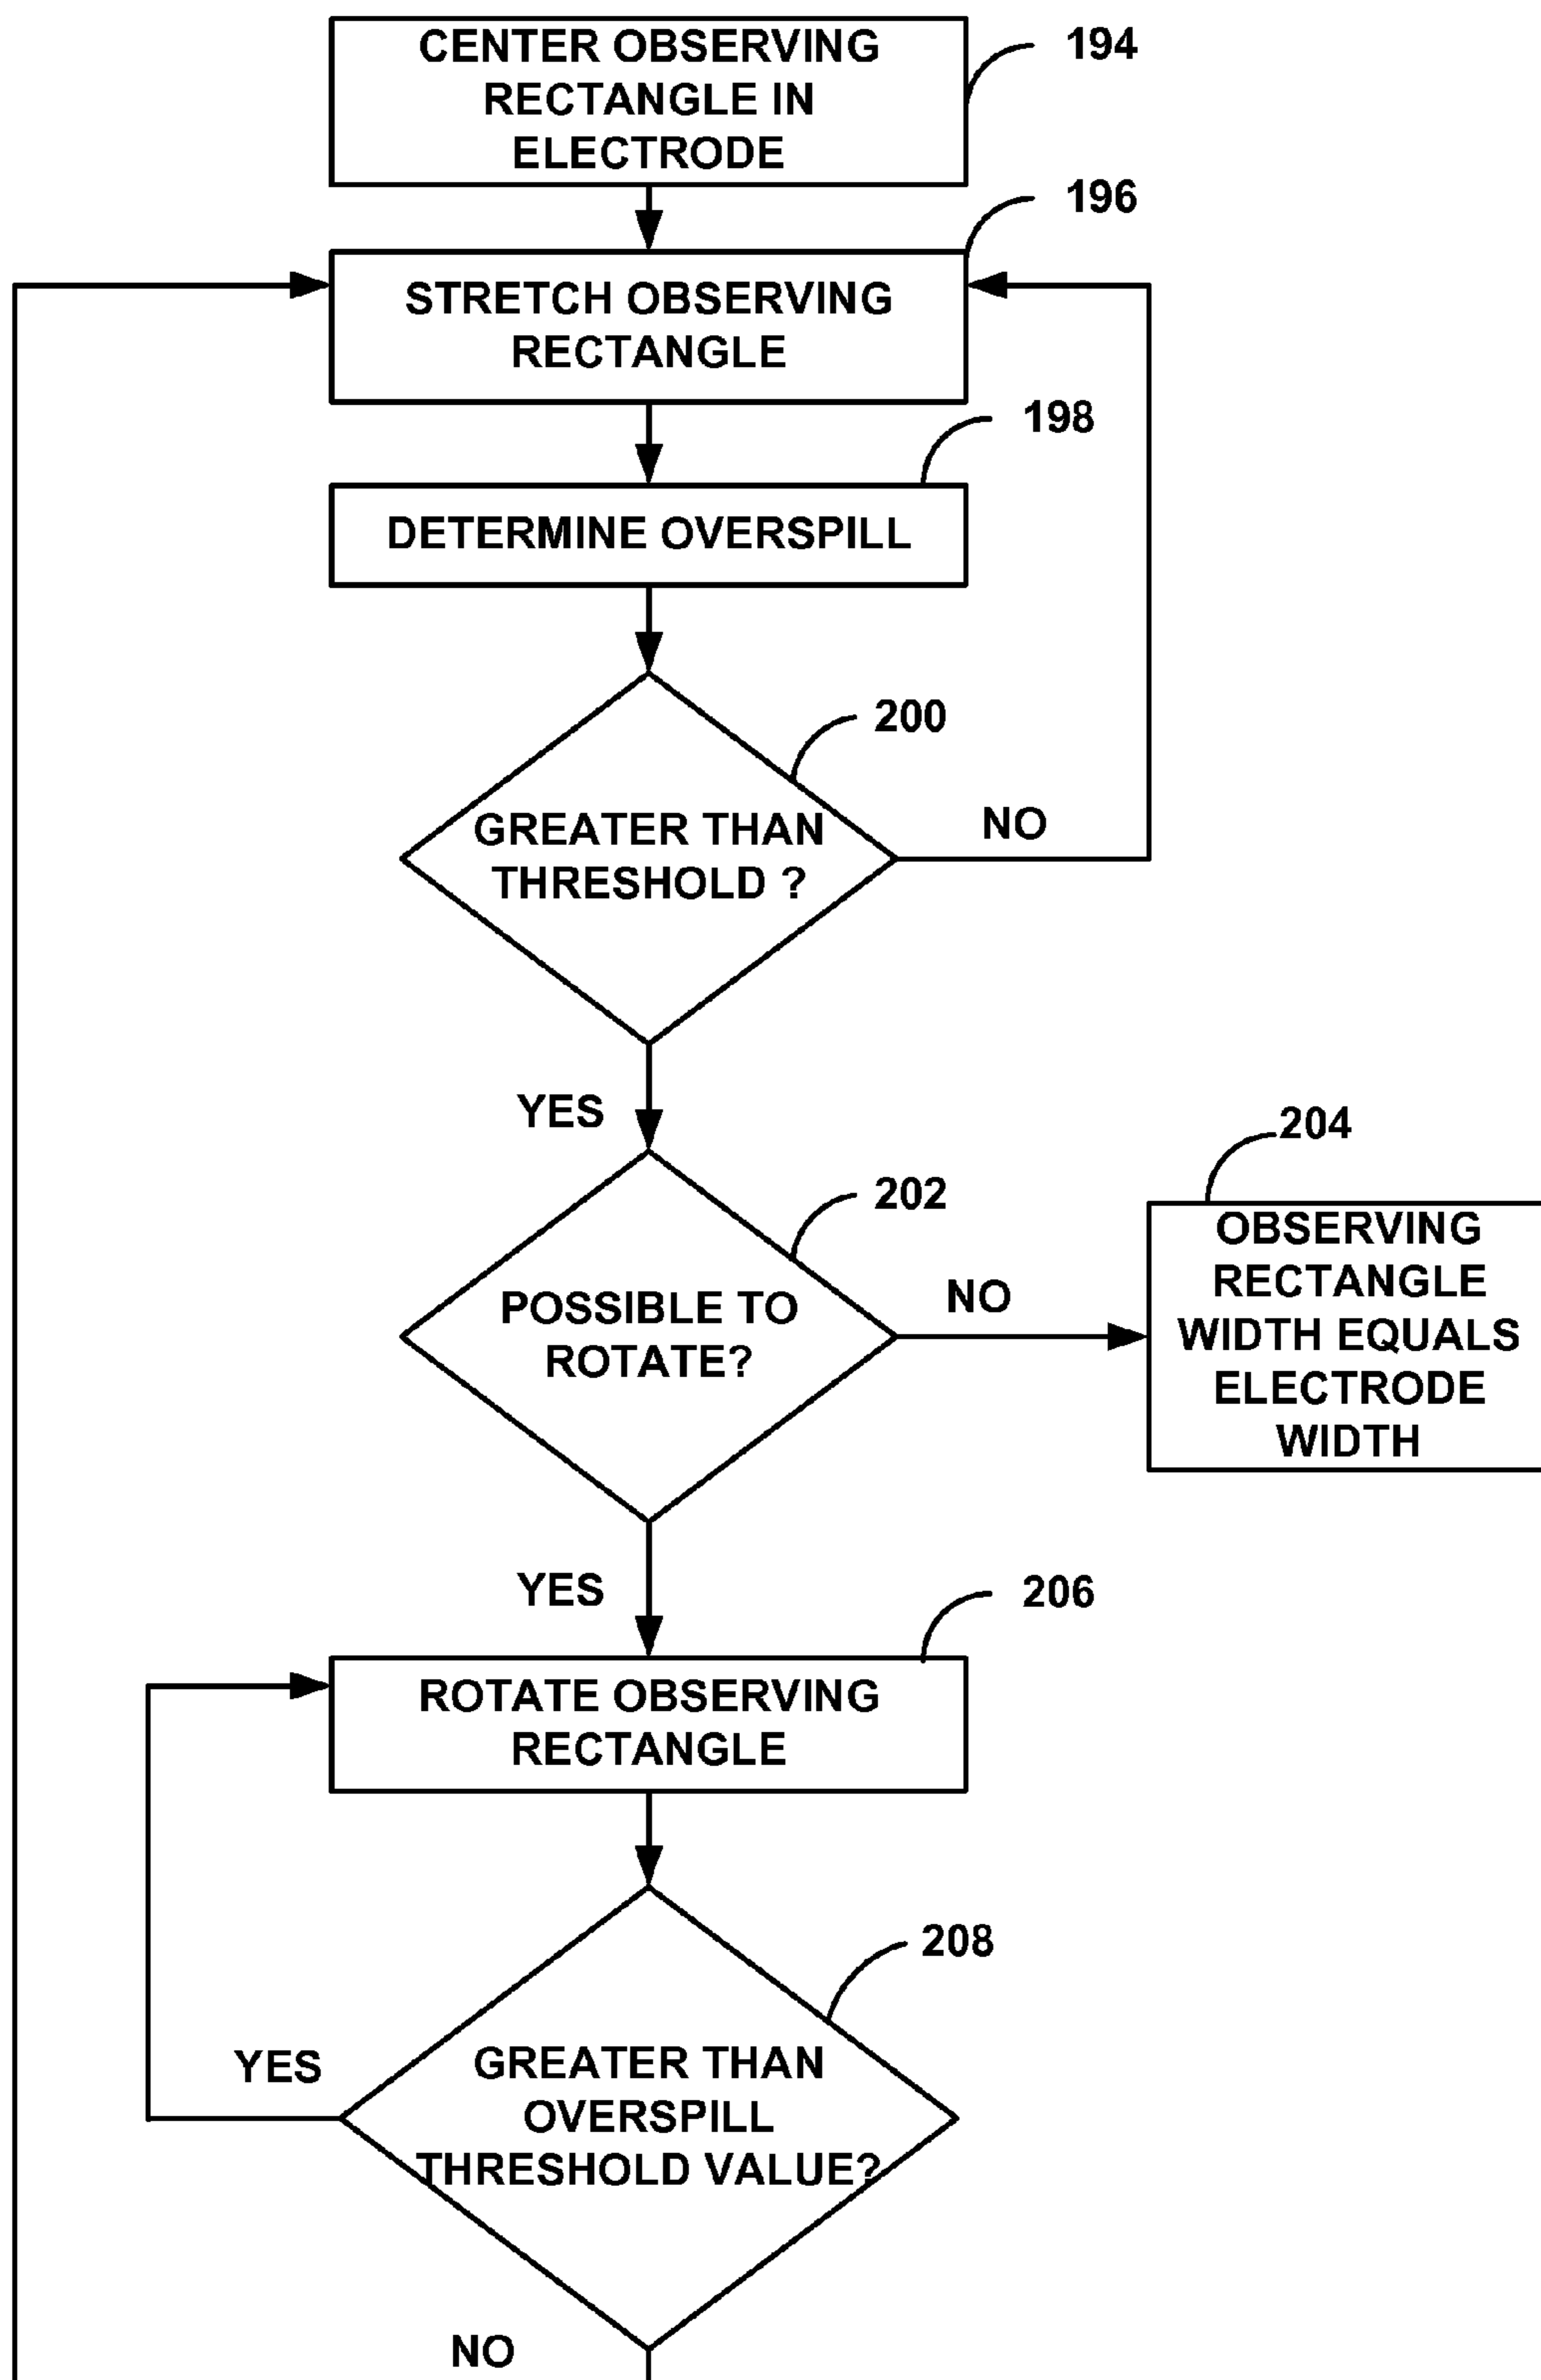 CENTER OBSERVING
RECTANGLE IN
ELECTRODE
194
196
STRETCH OBSERVING
RECTANGLE
198
DETERMINE OVERSPILL
200
GREATER THAN
THRESHOLD ?
NO
YES
202
204
POSSIBLE TO
ROTATE?
NO
OBSERVING
RECTANGLE
WIDTH EQUALS
ELECTRODE
WIDTH
YES
206
ROTATE OBSERVING
RECTANGLE
208
YES
GREATER THAN
OVERSPILL
THRESHOLD VALUE?
NO